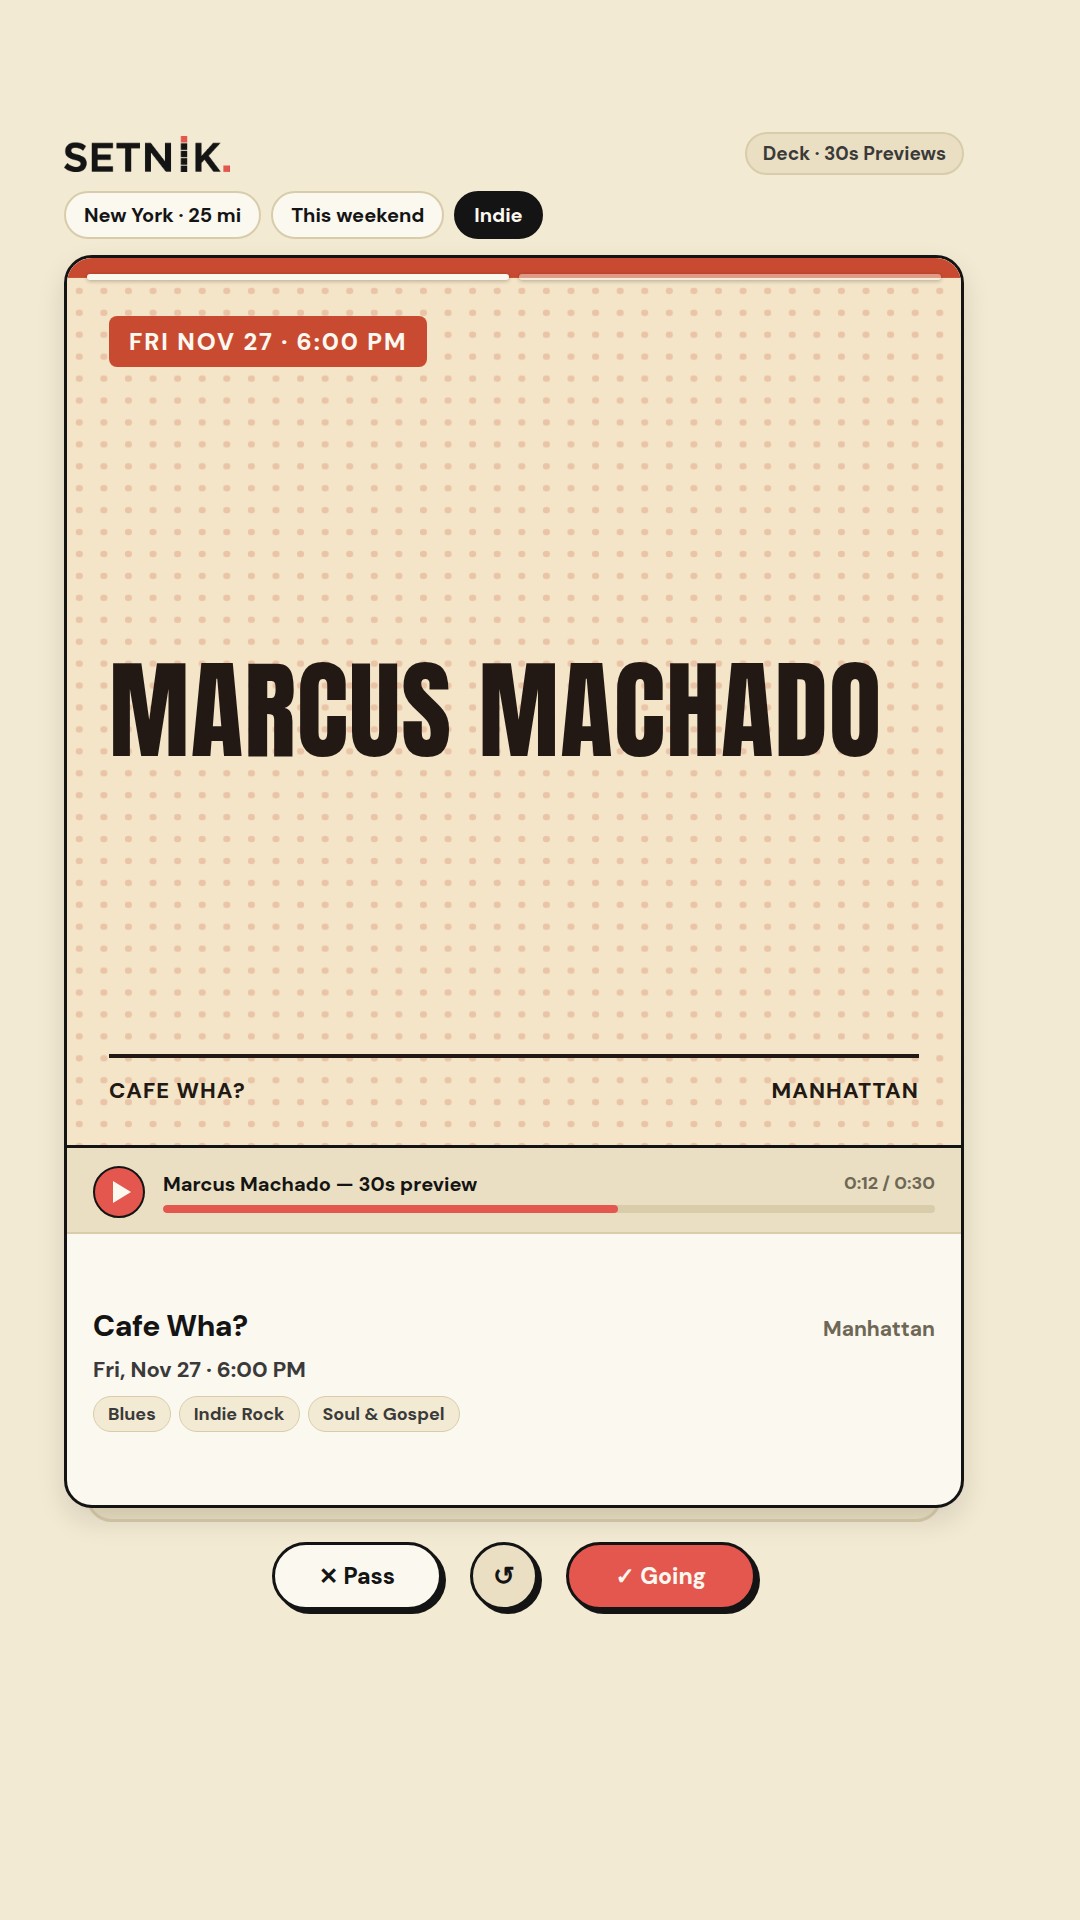 SETNIK.
Deck · 30s Previews
New York · 25 mi
This weekend
Indie
FRI NOV 27 · 6:00 PM
MARCUS MACHADO
CAFE WHA?
MANHATTAN
Marcus Machado — 30s preview
0:12 / 0:30
Cafe Wha?
Manhattan
Fri, Nov 27 · 6:00 PM
Blues
Indie Rock
Soul & Gospel
✕ Pass
↺
✓ Going